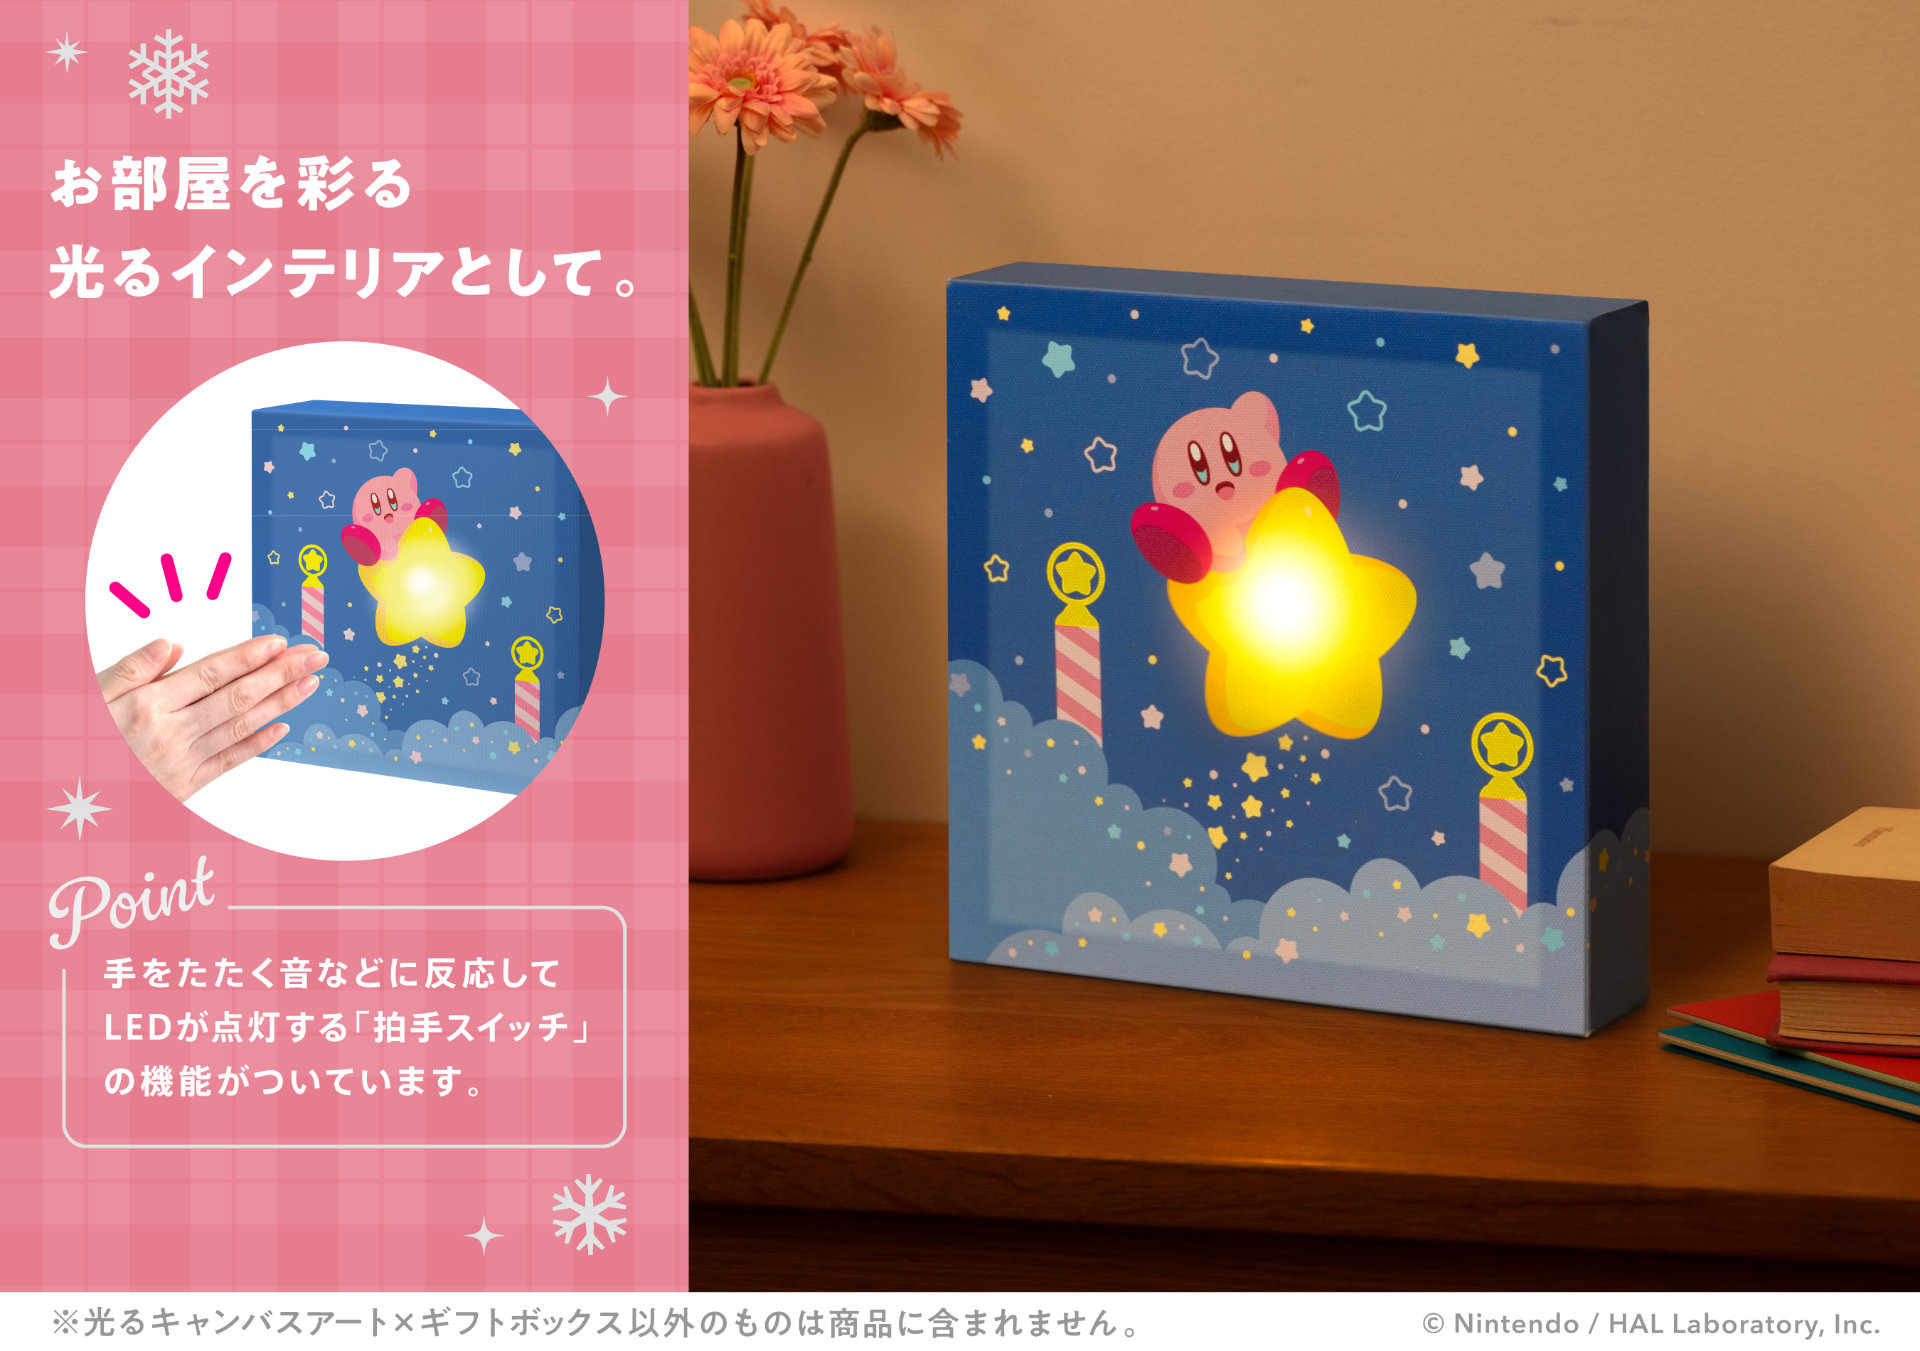 お部屋を彩る
光るインテリアとして。
Point
手をたたく音などに反応して
LEDが点灯する「拍手スイッチ」
の機能がついています。
※光るキャンバスアート×ギフトボックス以外のものは商品に含まれません。
© Nintendo / HAL Laboratory, Inc.